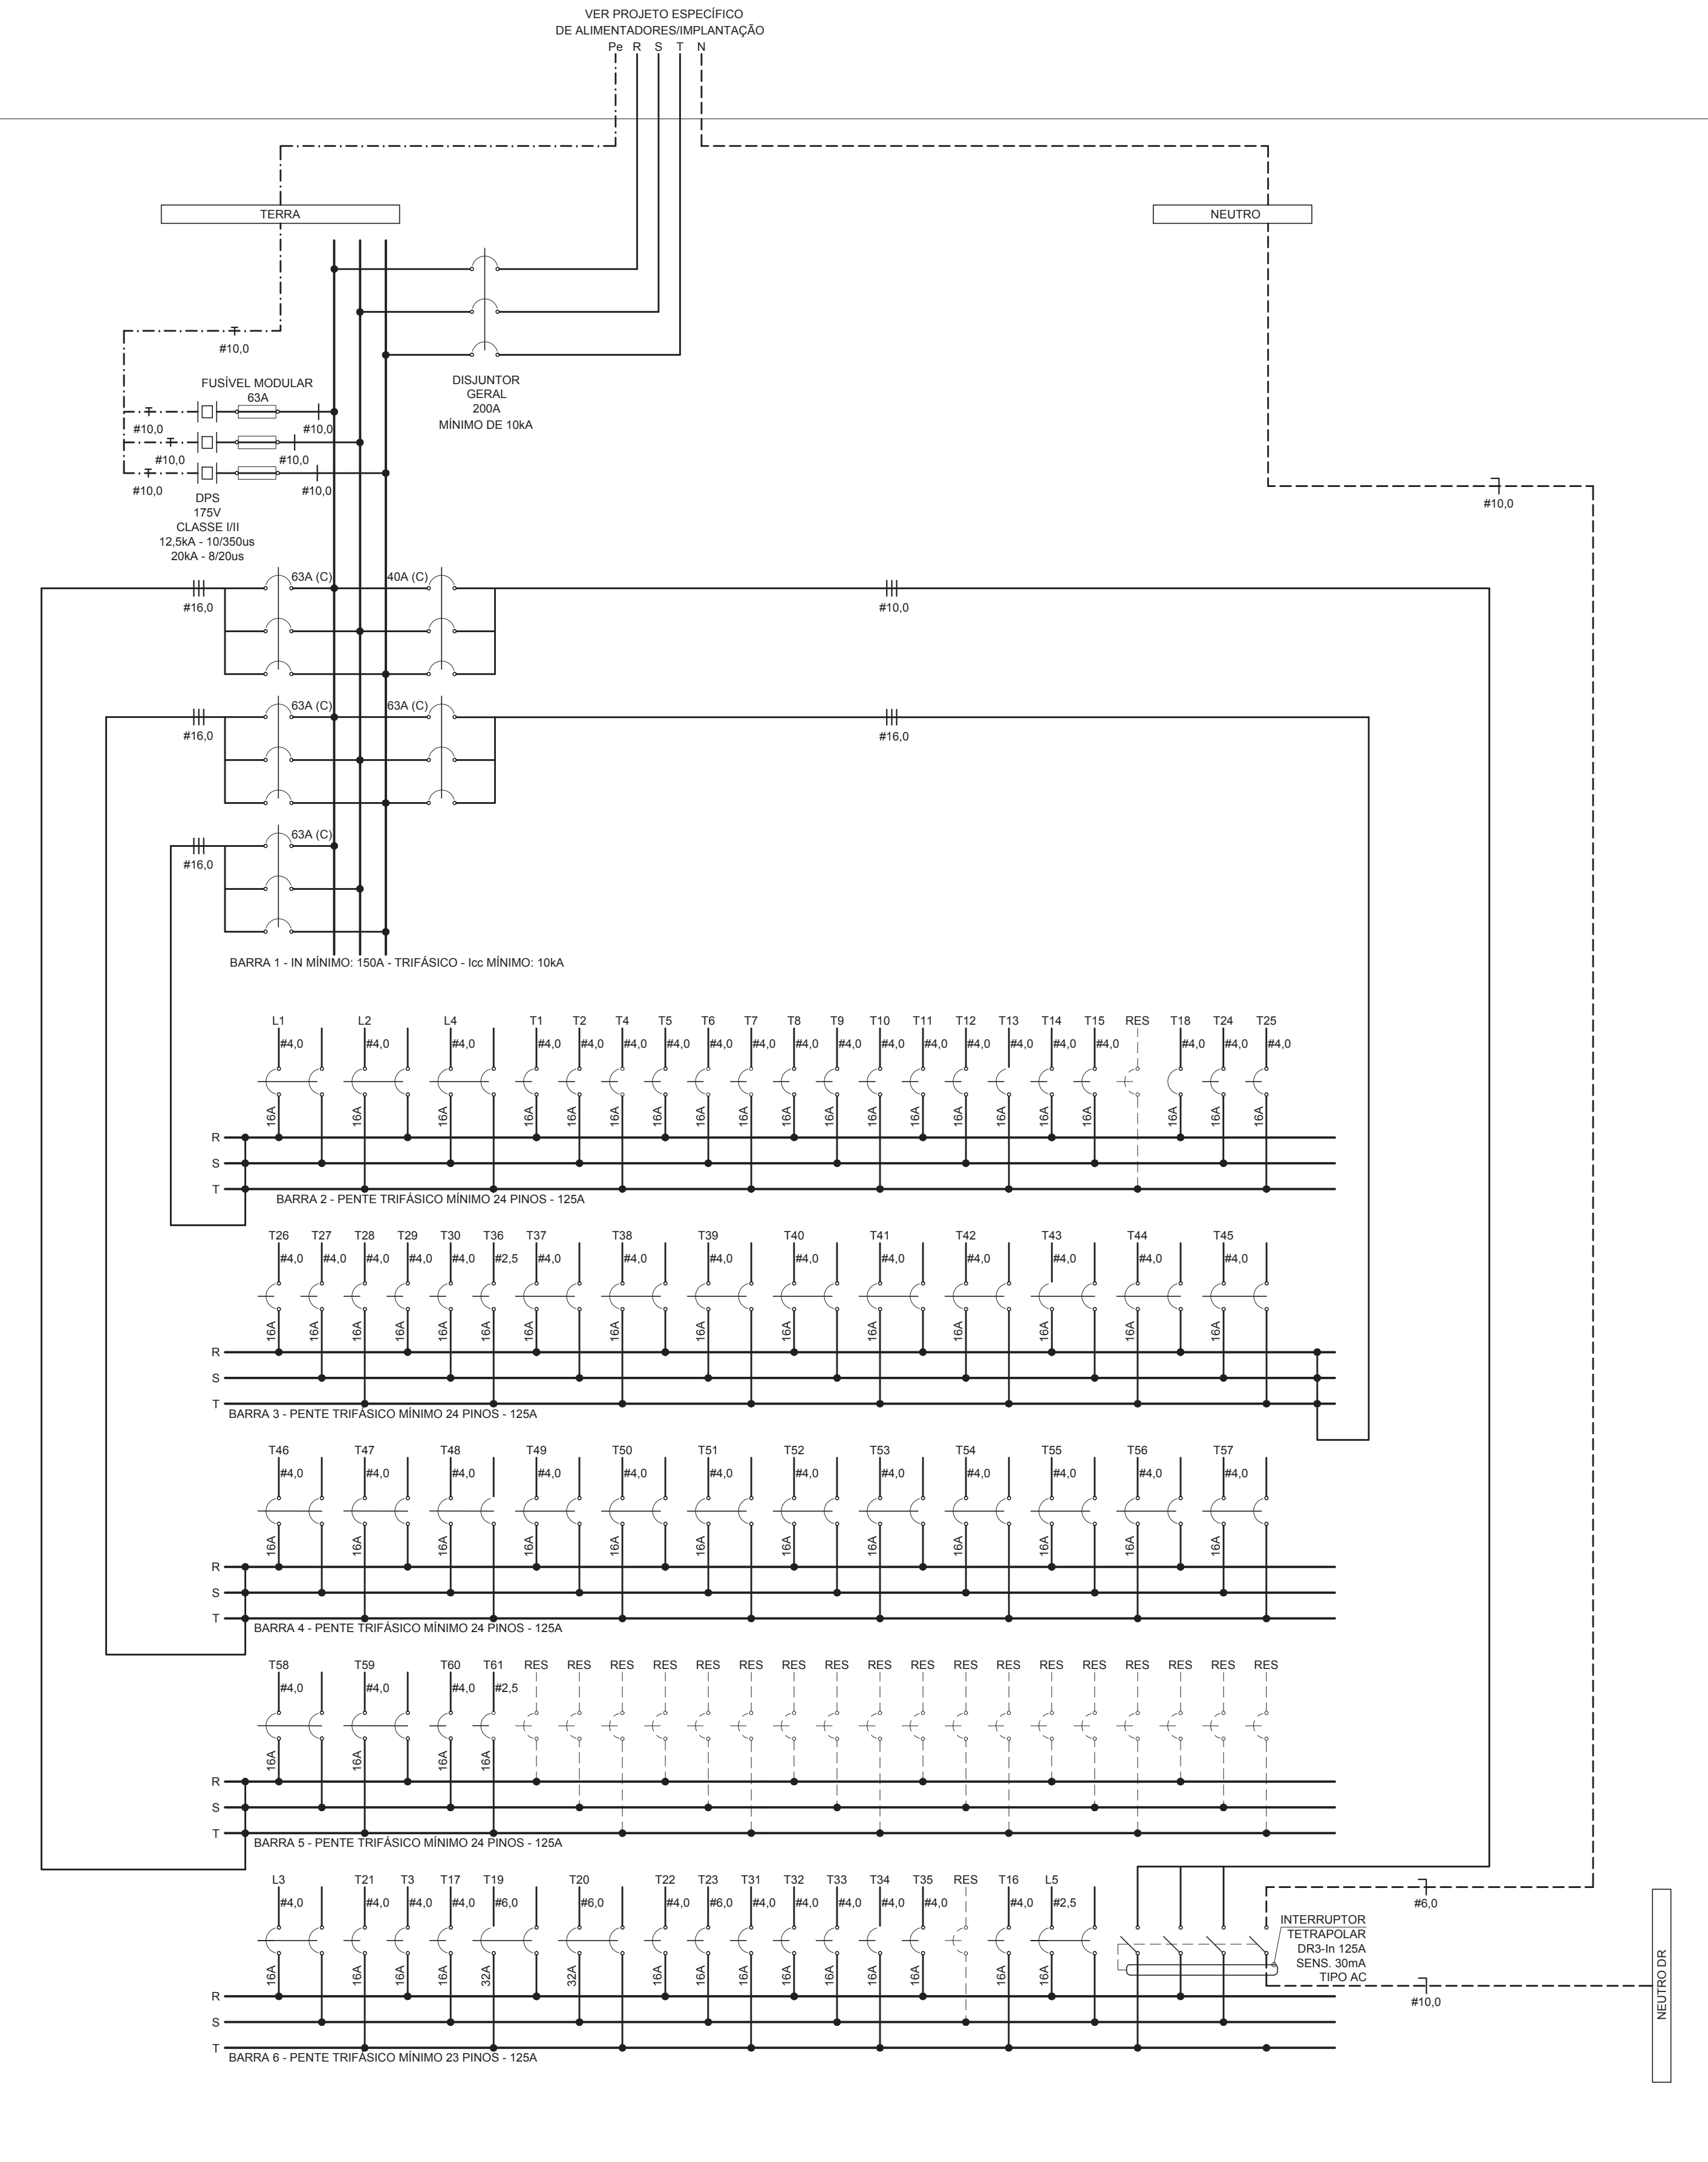 VER PROJETO ESPECÍFICO
DE ALIMENTADORES/IMPLANTAÇÃO
Pe R S T N
TERRA
NEUTRO
#10,0
FUSÍVEL MODULAR
63A
DISJUNTOR
GERAL
200A
MÍNIMO DE 10kA
#10,0 #10,0
#10,0 #10,0
#10,0 #10,0
#10,0
DPS
175V
CLASSE I/II
12,5kA - 10/350us
20kA - 8/20us
63A (C) 40A (C)
#16,0 #10,0
63A (C) 63A (C)
#16,0 #16,0
63A (C)
#16,0
BARRA 1 - IN MÍNIMO: 150A - TRIFÁSICO - Icc MÍNIMO: 10kA
L1 L2 L4 T1 T2 T4 T5 T6 T7 T8 T9 T10 T11 T12 T13 T14 T15 RES T18 T24 T25
#4,0 #4,0 #4,0 #4,0 #4,0 #4,0 #4,0 #4,0 #4,0 #4,0 #4,0 #4,0 #4,0 #4,0 #4,0 #4,0 #4,0 #4,0 #4,0 #4,0
16A 16A 16A 16A 16A 16A 16A 16A 16A 16A 16A 16A 16A 16A 16A 16A 16A 16A 16A 16A
R
S
T
BARRA 2 - PENTE TRIFÁSICO MÍNIMO 24 PINOS - 125A
T26 T27 T28 T29 T30 T36 T37 T38 T39 T40 T41 T42 T43 T44 T45
#4,0 #4,0 #4,0 #4,0 #4,0 #2,5 #4,0 #4,0 #4,0 #4,0 #4,0 #4,0 #4,0 #4,0 #4,0
16A 16A 16A 16A 16A 16A 16A 16A 16A 16A 16A 16A 16A 16A 16A
R
S
T
BARRA 3 - PENTE TRIFÁSICO MÍNIMO 24 PINOS - 125A
T46 T47 T48 T49 T50 T51 T52 T53 T54 T55 T56 T57
#4,0 #4,0 #4,0 #4,0 #4,0 #4,0 #4,0 #4,0 #4,0 #4,0 #4,0 #4,0
16A 16A 16A 16A 16A 16A 16A 16A 16A 16A 16A 16A
R
S
T
BARRA 4 - PENTE TRIFÁSICO MÍNIMO 24 PINOS - 125A
T58 T59 T60 T61 RES RES RES RES RES RES RES RES RES RES RES RES RES RES RES RES RES RES
#4,0 #4,0 #4,0 #2,5
16A 16A 16A 16A
R
S
T
BARRA 5 - PENTE TRIFÁSICO MÍNIMO 24 PINOS - 125A
L3 T21 T3 T17 T19 T20 T22 T23 T31 T32 T33 T34 T35 RES T16 L5
#4,0 #4,0 #4,0 #4,0 #6,0 #6,0 #4,0 #6,0 #4,0 #4,0 #4,0 #4,0 #4,0 #4,0 #2,5 #6,0
16A 16A 16A 16A 32A 32A 16A 16A 16A 16A 16A 16A 16A 16A 16A
INTERRUPTOR
TETRAPOLAR
DR3-In 125A
SENS. 30mA
TIPO AC
#10,0
NEUTRO DR
R
S
T
BARRA 6 - PENTE TRIFÁSICO MÍNIMO 23 PINOS - 125A